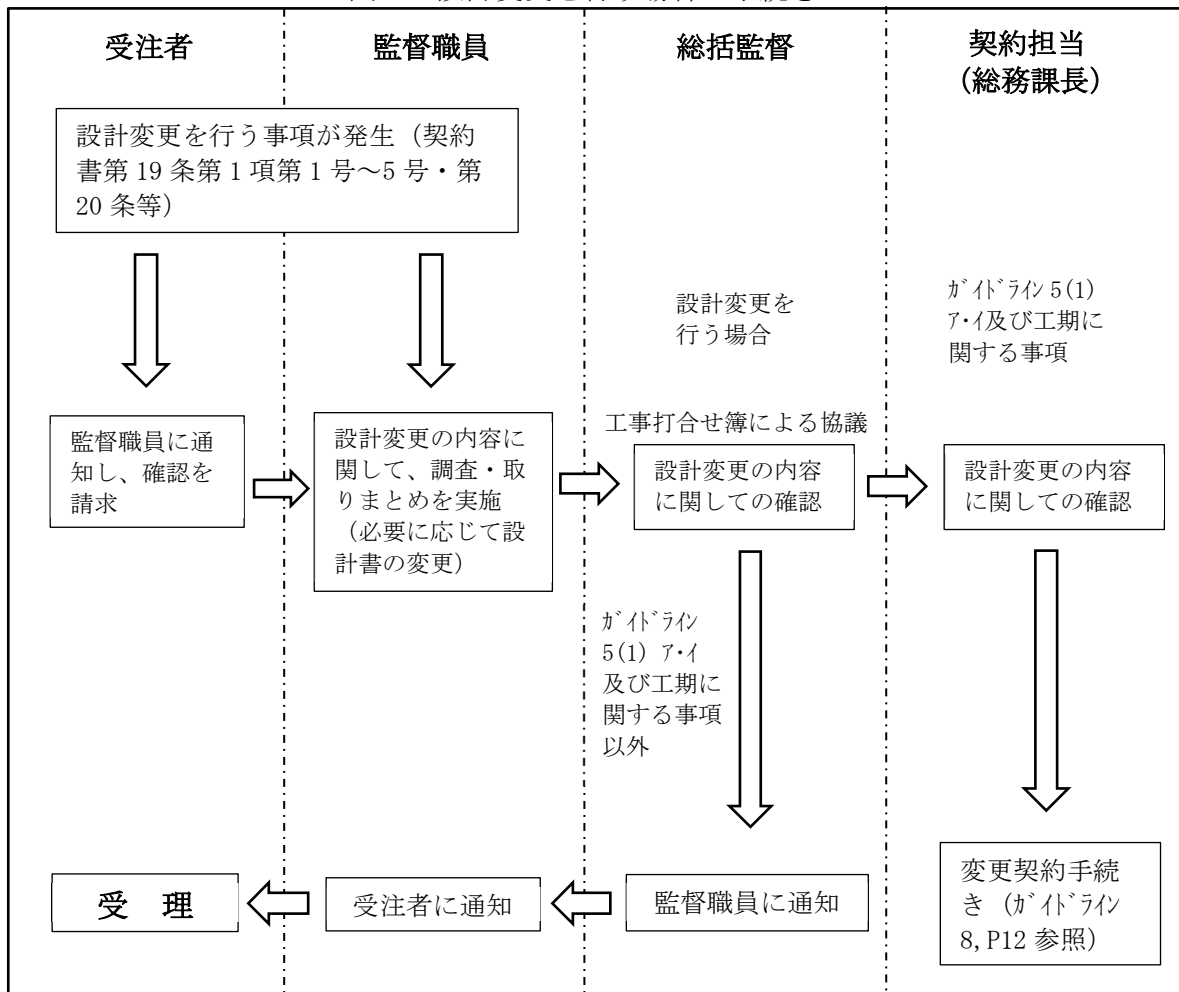 受注者
監督職員
総括監督
契約担当
(総務課長)
設計変更を行う事項が発生（契約
書第 19 条第 1 項第 1 号～5 号・第
20 条等）
設計変更を
行う場合
ｶﾞｲﾄﾞﾗｲﾝ 5(1)
ｱ･ｲ及び工期に
関する事項
監督職員に通
知し、確認を
請求
設計変更の内容に
関して、調査・取
りまとめを実施
（必要に応じて設
計書の変更）
工事打合せ簿による協議
設計変更の内容
に関しての確認
設計変更の内容
に関しての確認
ｶﾞｲﾄﾞﾗｲﾝ
5(1) ｱ･ｲ
及び工期に
関する事項
以外
受　理
受注者に通知
監督職員に通知
変更契約手続
き（ｶﾞｲﾄﾞﾗｲﾝ
8,P12 参照）